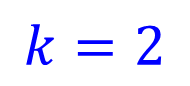 k = 2